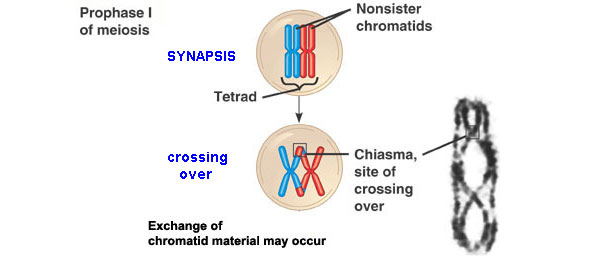 Prophase I
of meiosis
Nonsister
chromatids
SYNAPSIS
Tetrad
crossing
over
Chiasma,
site of
crossing
over
Exchange of
chromatid material may occur